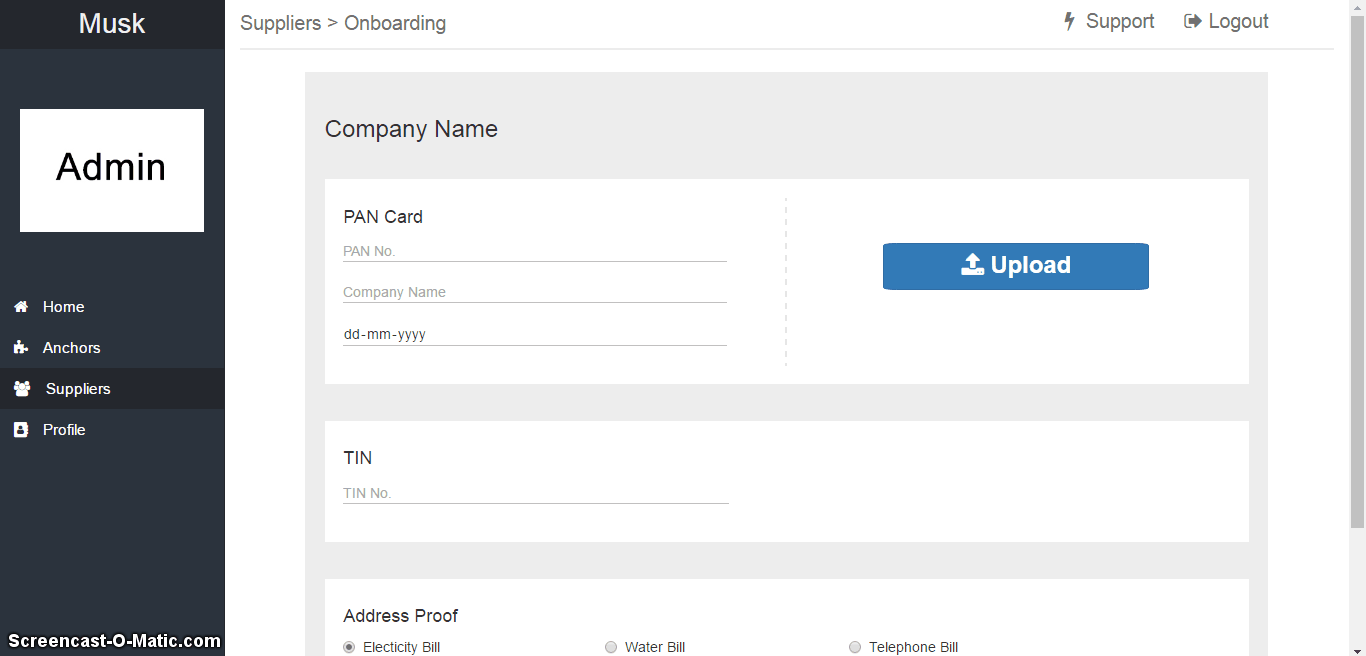 Musk
Suppliers > Onboarding
Support
Logout
Admin
Home
Anchors
Suppliers
Profile
Company Name
PAN Card
PAN No.
Company Name
dd-mm-yyyy
Upload
TIN
TIN No.
Address Proof
Electicity Bill
Water Bill
Telephone Bill
Screencast-O-Matic.com